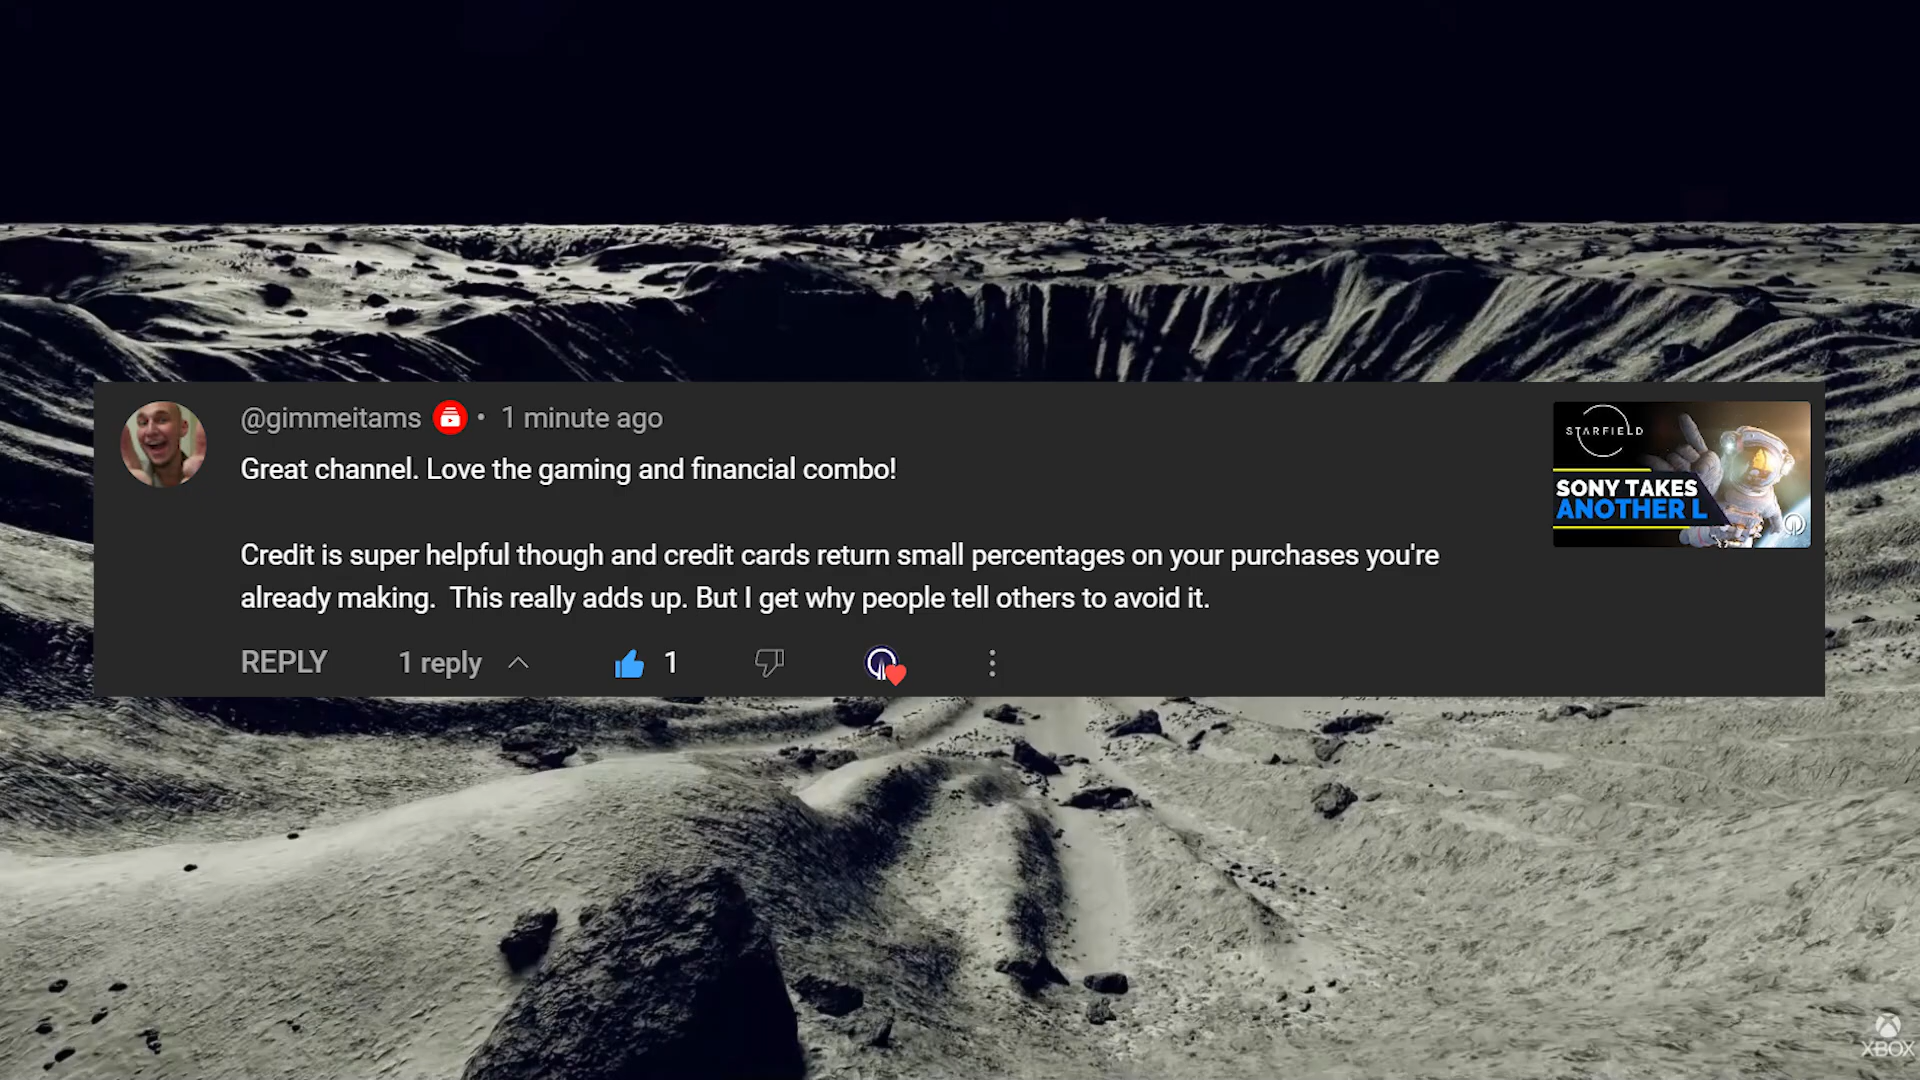 @gimmeitams • 1 minute ago
Great channel. Love the gaming and financial combo!
Credit is super helpful though and credit cards return small percentages on your purchases you're
already making.  This really adds up. But I get why people tell others to avoid it.
REPLY 1 reply 1
STARFIELD
SONY TAKES
ANOTHER L
XBOX